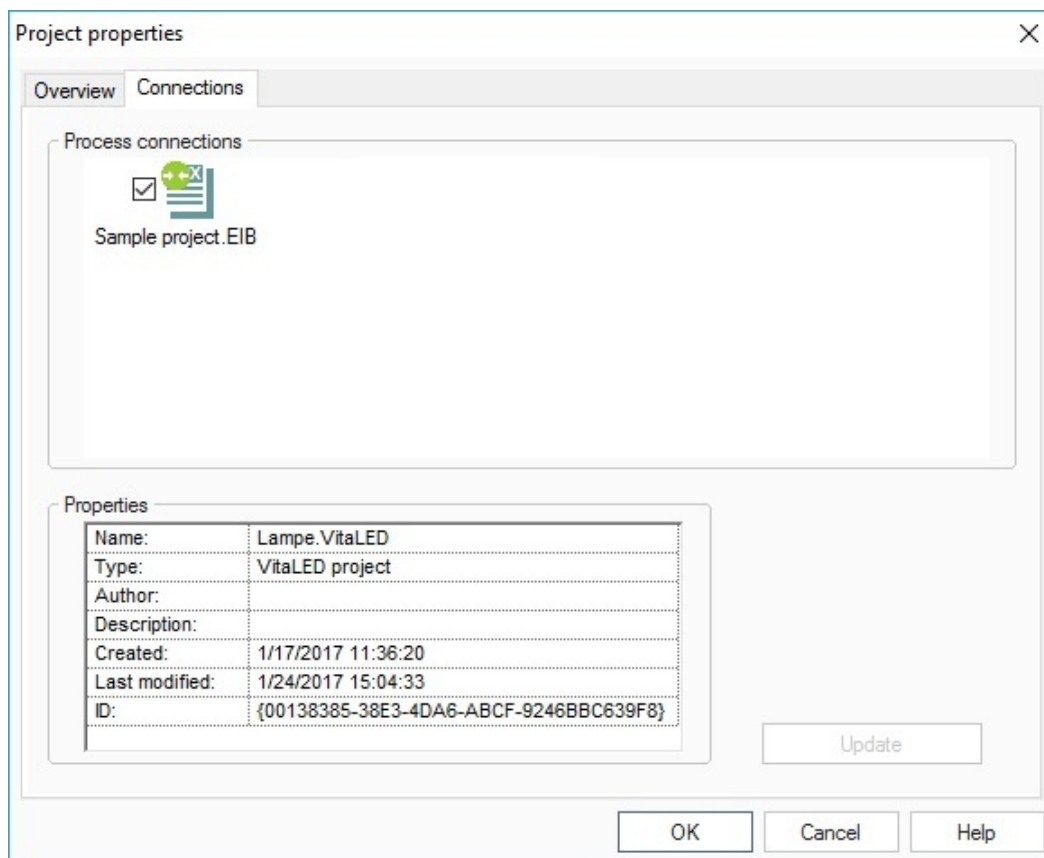 Project properties
Overview Connections
Process connections
Sample project.EIB
Properties
Name: Lampe.VitaLED
Type: VitaLED project
Author:
Description:
Created: 1/17/2017 11:36:20
Last modified: 1/24/2017 15:04:33
ID: {00138385-38E3-4DA6-ABCF-9246BBC639F8}
Update
OK Cancel Help